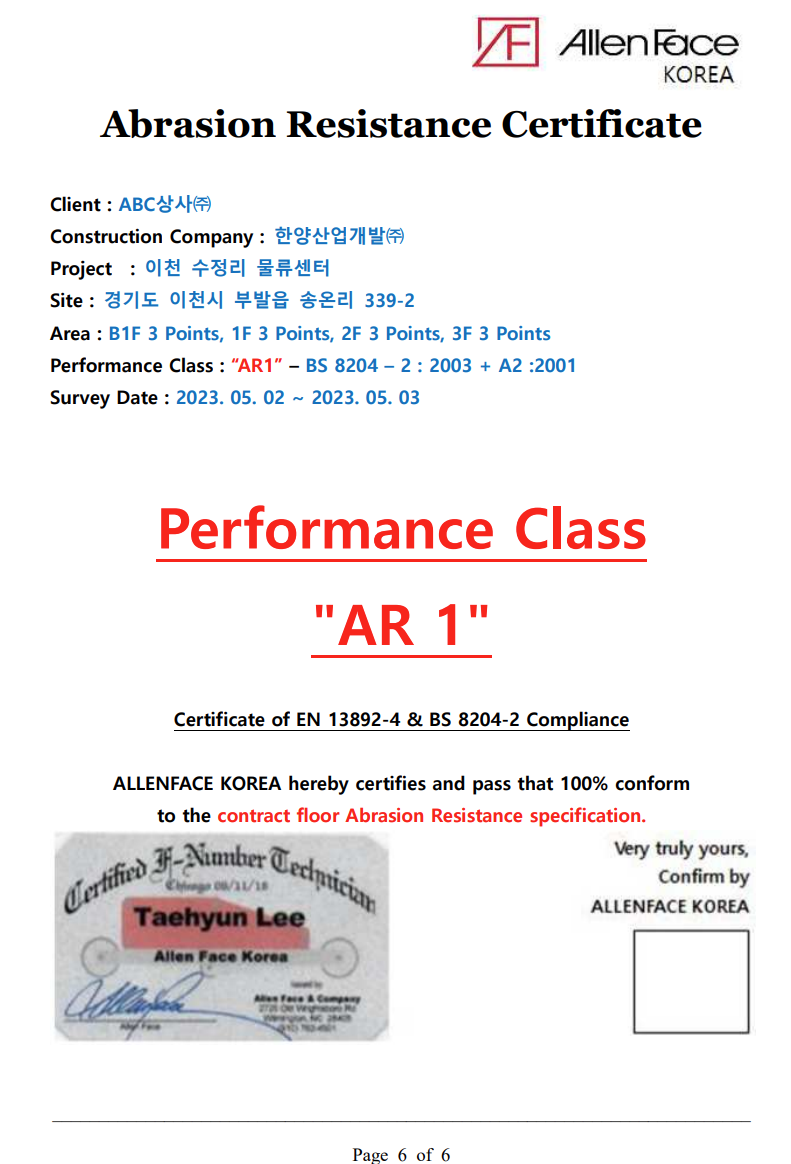 AF Allen Face
KOREA
Abrasion Resistance Certificate
Client : ABC상사㈜
Construction Company : 한양산업개발㈜
Project : 이천 수정리 물류센터
Site : 경기도 이천시 부발읍 송온리 339-2
Area : B1F 3 Points, 1F 3 Points, 2F 3 Points, 3F 3 Points
Performance Class : “AR1” – BS 8204 – 2 : 2003 + A2 :2001
Survey Date : 2023. 05. 02 ~ 2023. 05. 03
Performance Class
"AR 1"
Certificate of EN 13892-4 & BS 8204-2 Compliance
ALLENFACE KOREA hereby certifies and pass that 100% conform
to the contract floor Abrasion Resistance specification.
Certified F-Number Technician
Chicago 08/11/18
Taehyun Lee
Allen Face Korea
Issued by
Allen Face & Company
Wilmington, NC 28405
Allen Face
Very truly yours,
Confirm by
ALLENFACE KOREA
Page 6 of 6